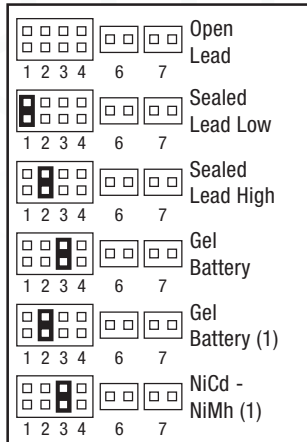 Open
Lead
1 2 3 4 6 7
Sealed
Lead Low
1 2 3 4 6 7
Sealed
Lead High
1 2 3 4 6 7
Gel
Battery
1 2 3 4 6 7
Gel
Battery (1)
1 2 3 4 6 7
NiCd -
NiMh (1)
1 2 3 4 6 7